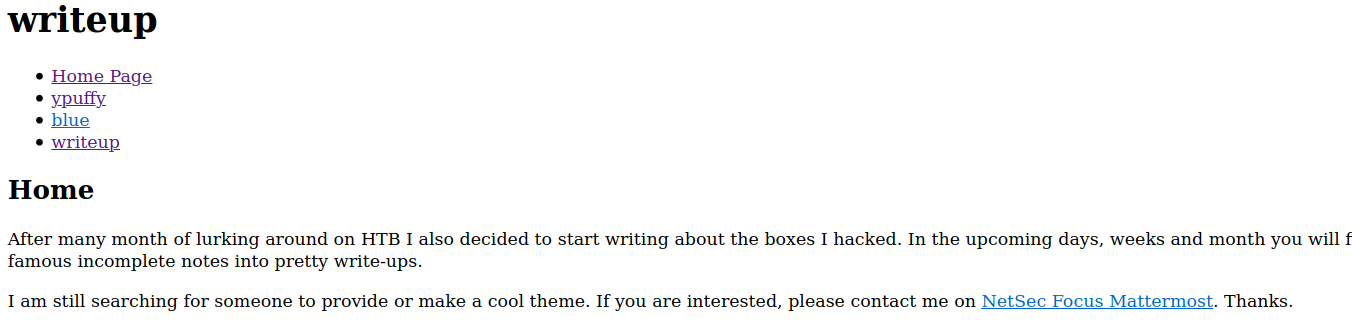 writeup
Home Page
ypuffy
blue
writeup
Home
After many month of lurking around on HTB I also decided to start writing about the boxes I hacked. In the upcoming days, weeks and month you will f
famous incomplete notes into pretty write-ups.
I am still searching for someone to provide or make a cool theme. If you are interested, please contact me on NetSec Focus Mattermost. Thanks.